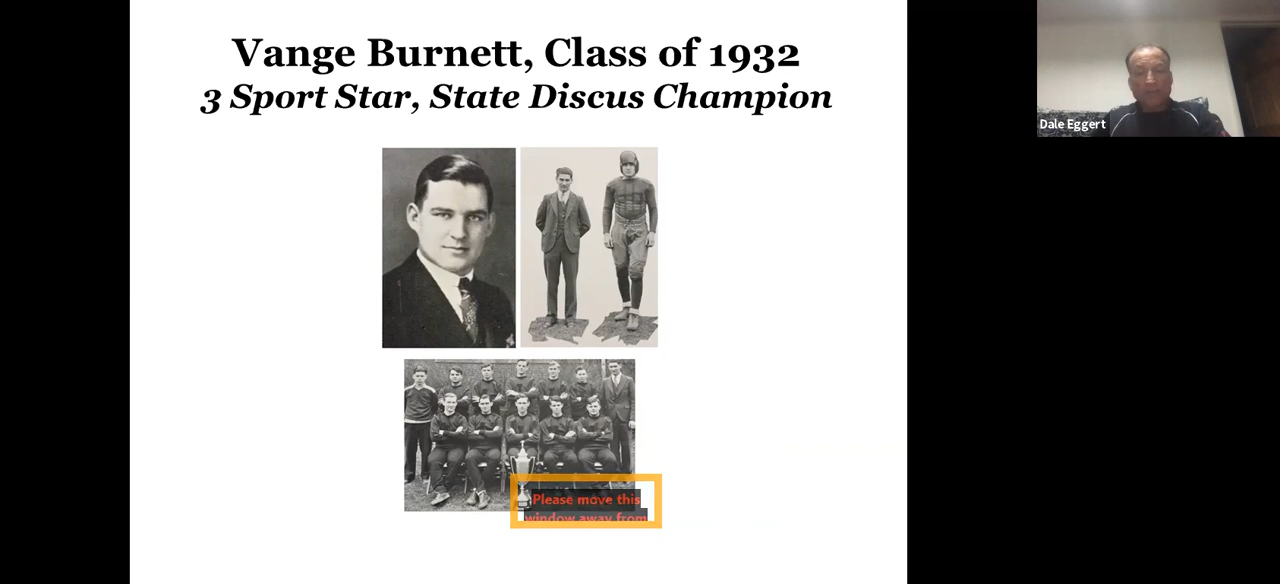 Vange Burnett, Class of 1932
3 Sport Star, State Discus Champion
Dale Eggert
Please move this
window away from